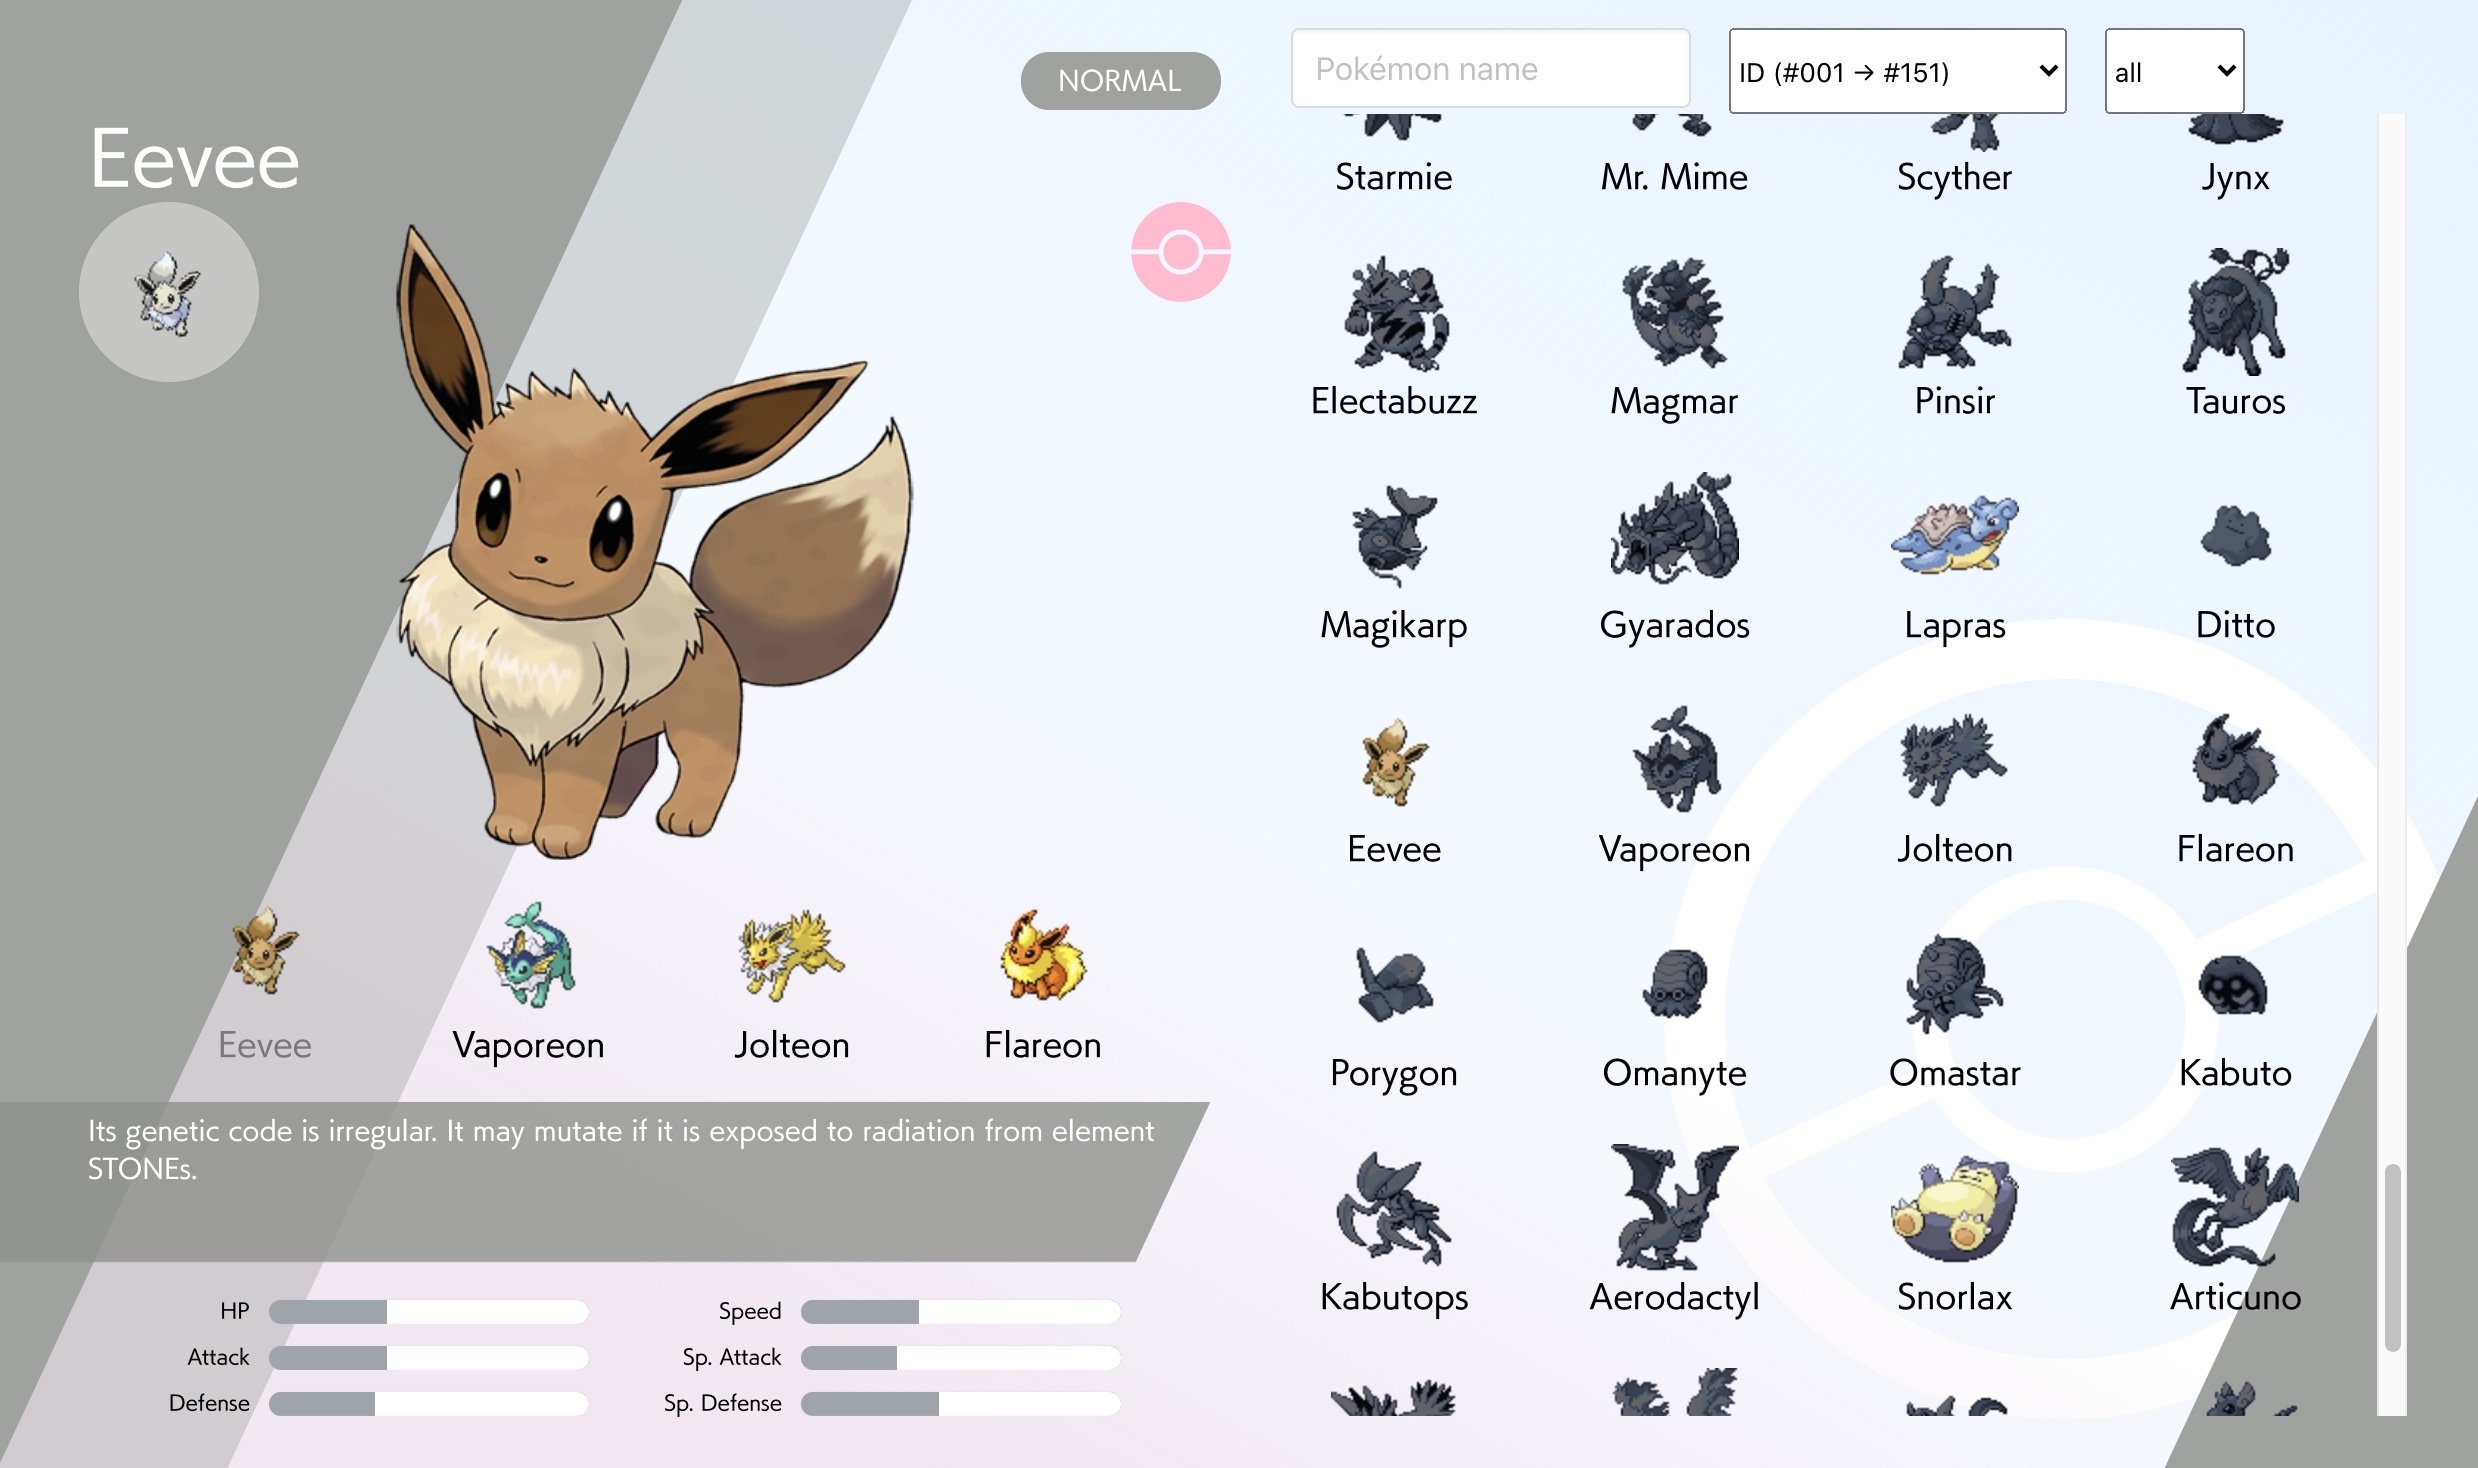 NORMAL
Pokémon name
ID (#001 → #151)
all
Eevee
Eevee
Vaporeon
Jolteon
Flareon
Its genetic code is irregular. It may mutate if it is exposed to radiation from element
STONEs.
HP
Speed
Attack
Sp. Attack
Defense
Sp. Defense
Starmie
Mr. Mime
Scyther
Jynx
Electabuzz
Magmar
Pinsir
Tauros
Magikarp
Gyarados
Lapras
Ditto
Eevee
Vaporeon
Jolteon
Flareon
Porygon
Omanyte
Omastar
Kabuto
Kabutops
Aerodactyl
Snorlax
Articuno